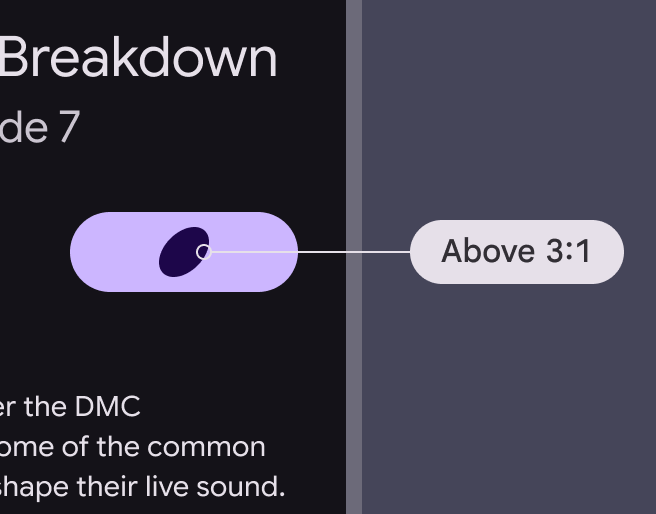 Breakdown
de 7
Above 3:1
er the DMC
ome of the common
shape their live sound.